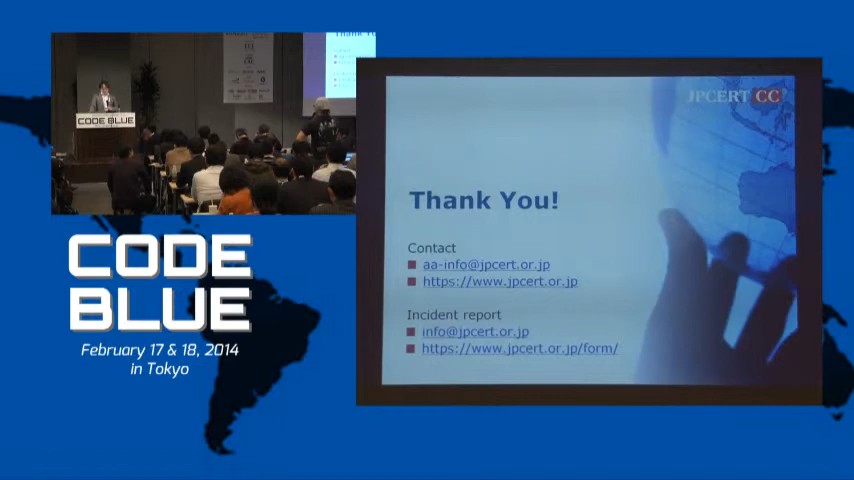 Thank Y
CODE BLUE
CODE
BLUE
February 17 & 18, 2014
in Tokyo
JPCERT CC
Thank You!
Contact
aa-info@jpcert.or.jp
https://www.jpcert.or.jp
Incident report
info@jpcert.or.jp
https://www.jpcert.or.jp/form/